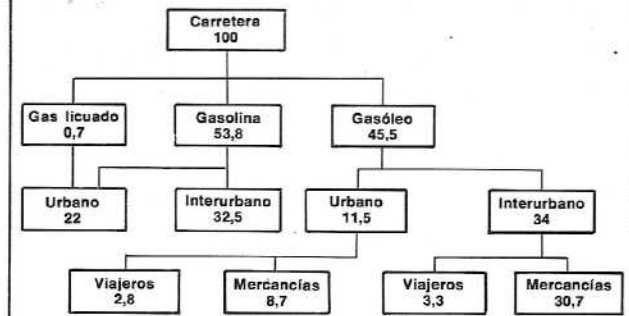 Carretera
100
Gas licuado
0,7
Gasolina
53,8
Gasóleo
45,5
Urbano
22
Interurbano
32,5
Urbano
11,5
Interurbano
34
Viajeros
2,8
Mercancías
8,7
Viajeros
3,3
Mercancías
30,7